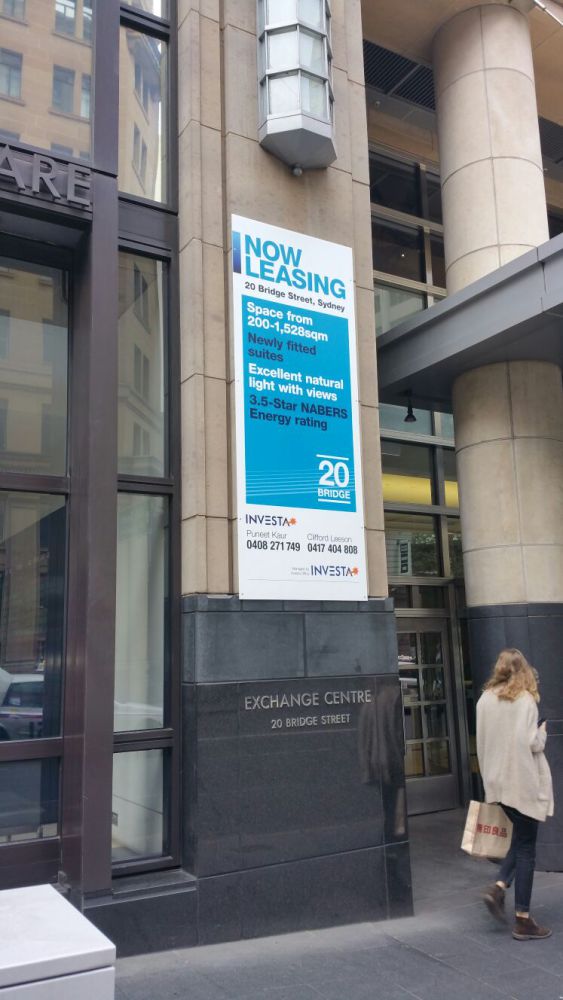 ARE
NOW
LEASING
20 Bridge Street, Sydney
Space from
200-1,528sqm
Newly fitted
suites
Excellent natural
light with views
3.5-Star NABERS
Energy rating
20
BRIDGE
INVESTA
Puneet Kaur
0408 271 749
Clifford Leeson
0417 404 808
INVESTA
EXCHANGE CENTRE
20 BRIDGE STREET
無印良品